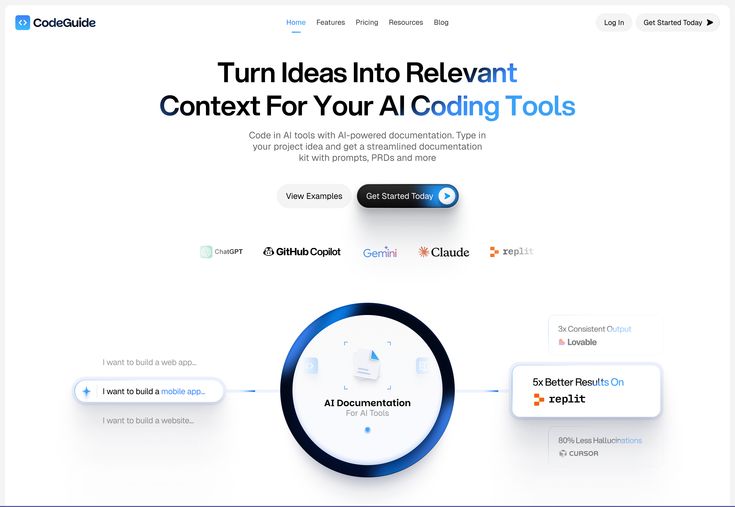 CodeGuide
Home Features Pricing Resources Blog
Log In
Get Started Today
Turn Ideas Into Relevant
Context For Your AI Coding Tools
Code in AI tools with AI-powered documentation. Type in
your project idea and get a streamlined documentation
kit with prompts, PRDs and more
View Examples
Get Started Today
ChatGPT
GitHub Copilot
Gemini
Claude
replit
I want to build a web app...
I want to build a mobile app...
I want to build a website...
AI Documentation
For AI Tools
3x Consistent Output
Lovable
5x Better Results On
replit
80% Less Hallucinations
CURSOR